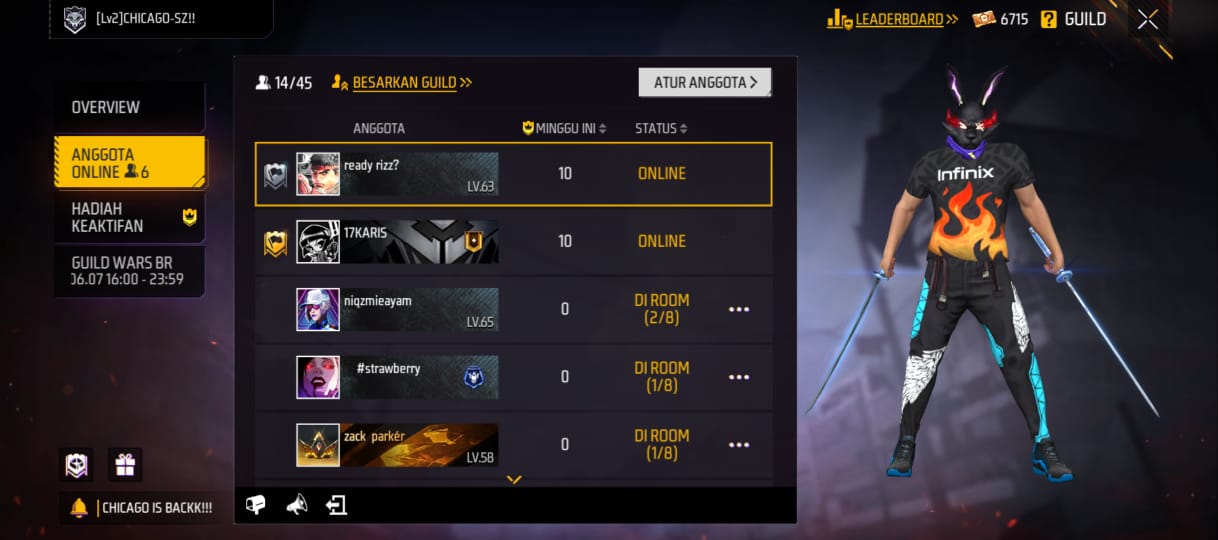 [Lv2]CHICAGO-SZ!!
LEADERBOARD>>
6715
? GUILD
OVERVIEW
ANGGOTA
ONLINE 6
HADIAH
KEAKTIFAN
GUILD WARS BR
06.07 16:00 - 23:59
14/45
BESARKAN GUILD >>
ATUR ANGGOTA >
ANGGOTA
MINGGU INI
STATUS
ready rizz?
LV.63
10
ONLINE
17KARIS
10
ONLINE
niqzmieayam
LV.65
0
DI ROOM
(2/8)
#strawberry
0
DI ROOM
(1/8)
zack parkér
LV.58
0
DI ROOM
(1/8)
CHICAGO IS BACKK!!!
Infinix